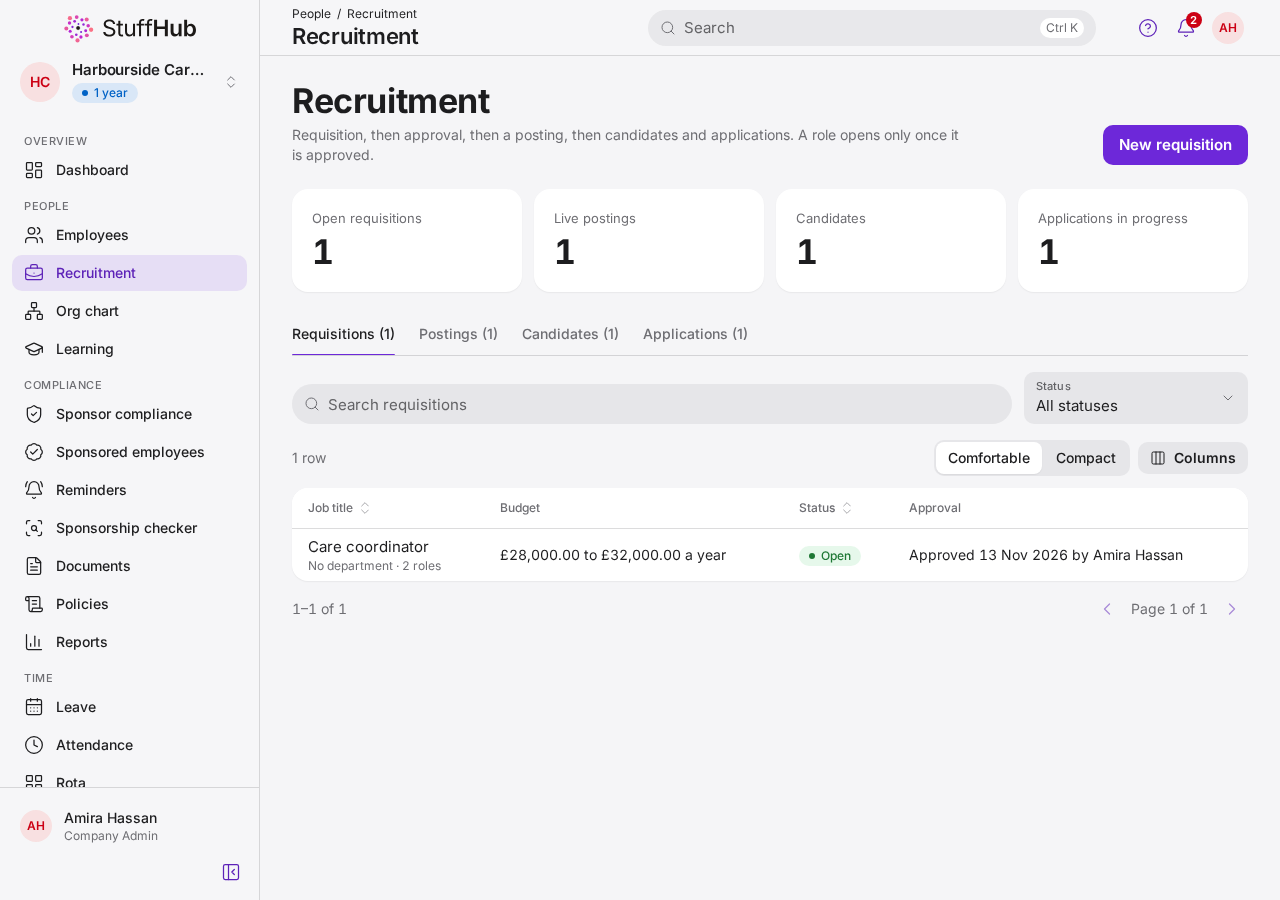 StuffHub
HC
Harbourside Car...
1 year
OVERVIEW
Dashboard
PEOPLE
Employees
Recruitment
Org chart
Learning
COMPLIANCE
Sponsor compliance
Sponsored employees
Reminders
Sponsorship checker
Documents
Policies
Reports
TIME
Leave
Attendance
Rota
AH
Amira Hassan
Company Admin
People / Recruitment
Recruitment
Search
Ctrl K
2
AH
Recruitment
Requisition, then approval, then a posting, then candidates and applications. A role opens only once it
is approved.
New requisition
Open requisitions
1
Live postings
1
Candidates
1
Applications in progress
1
Requisitions (1)
Postings (1)
Candidates (1)
Applications (1)
Search requisitions
Status
All statuses
1 row
Comfortable
Compact
Columns
Job title
Budget
Status
Approval
Care coordinator
No department · 2 roles
£28,000.00 to £32,000.00 a year
Open
Approved 13 Nov 2026 by Amira Hassan
1–1 of 1
Page 1 of 1